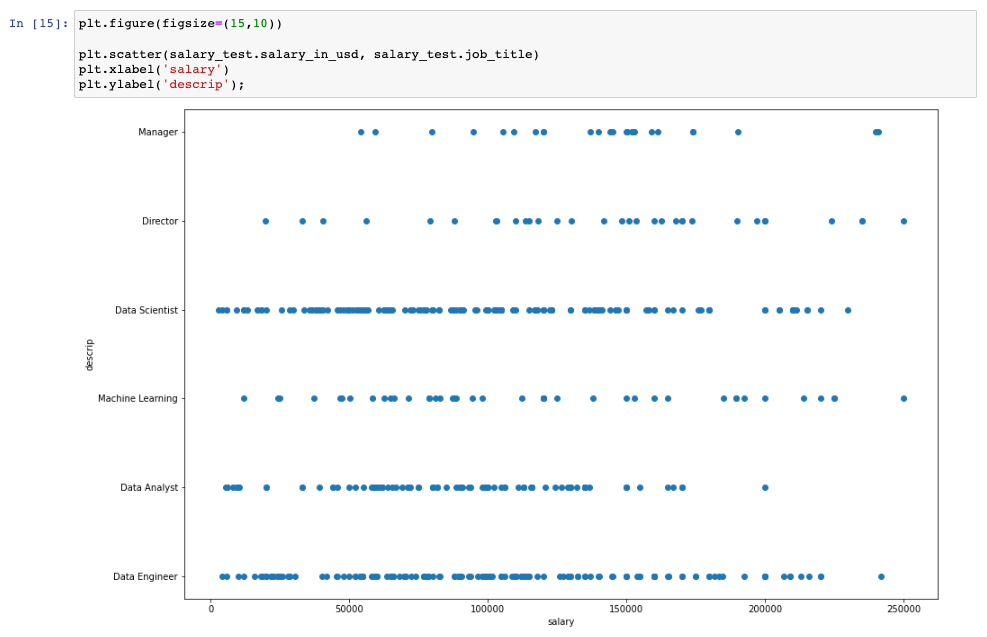 In [15]: plt.figure(figsize=(15,10))
plt.scatter(salary_test.salary_in_usd, salary_test.job_title)
plt.xlabel('salary')
plt.ylabel('descrip');
Manager
Director
Data Scientist
descrip
Machine Learning
Data Analyst
Data Engineer
0 50000 100000 150000 200000 250000
salary